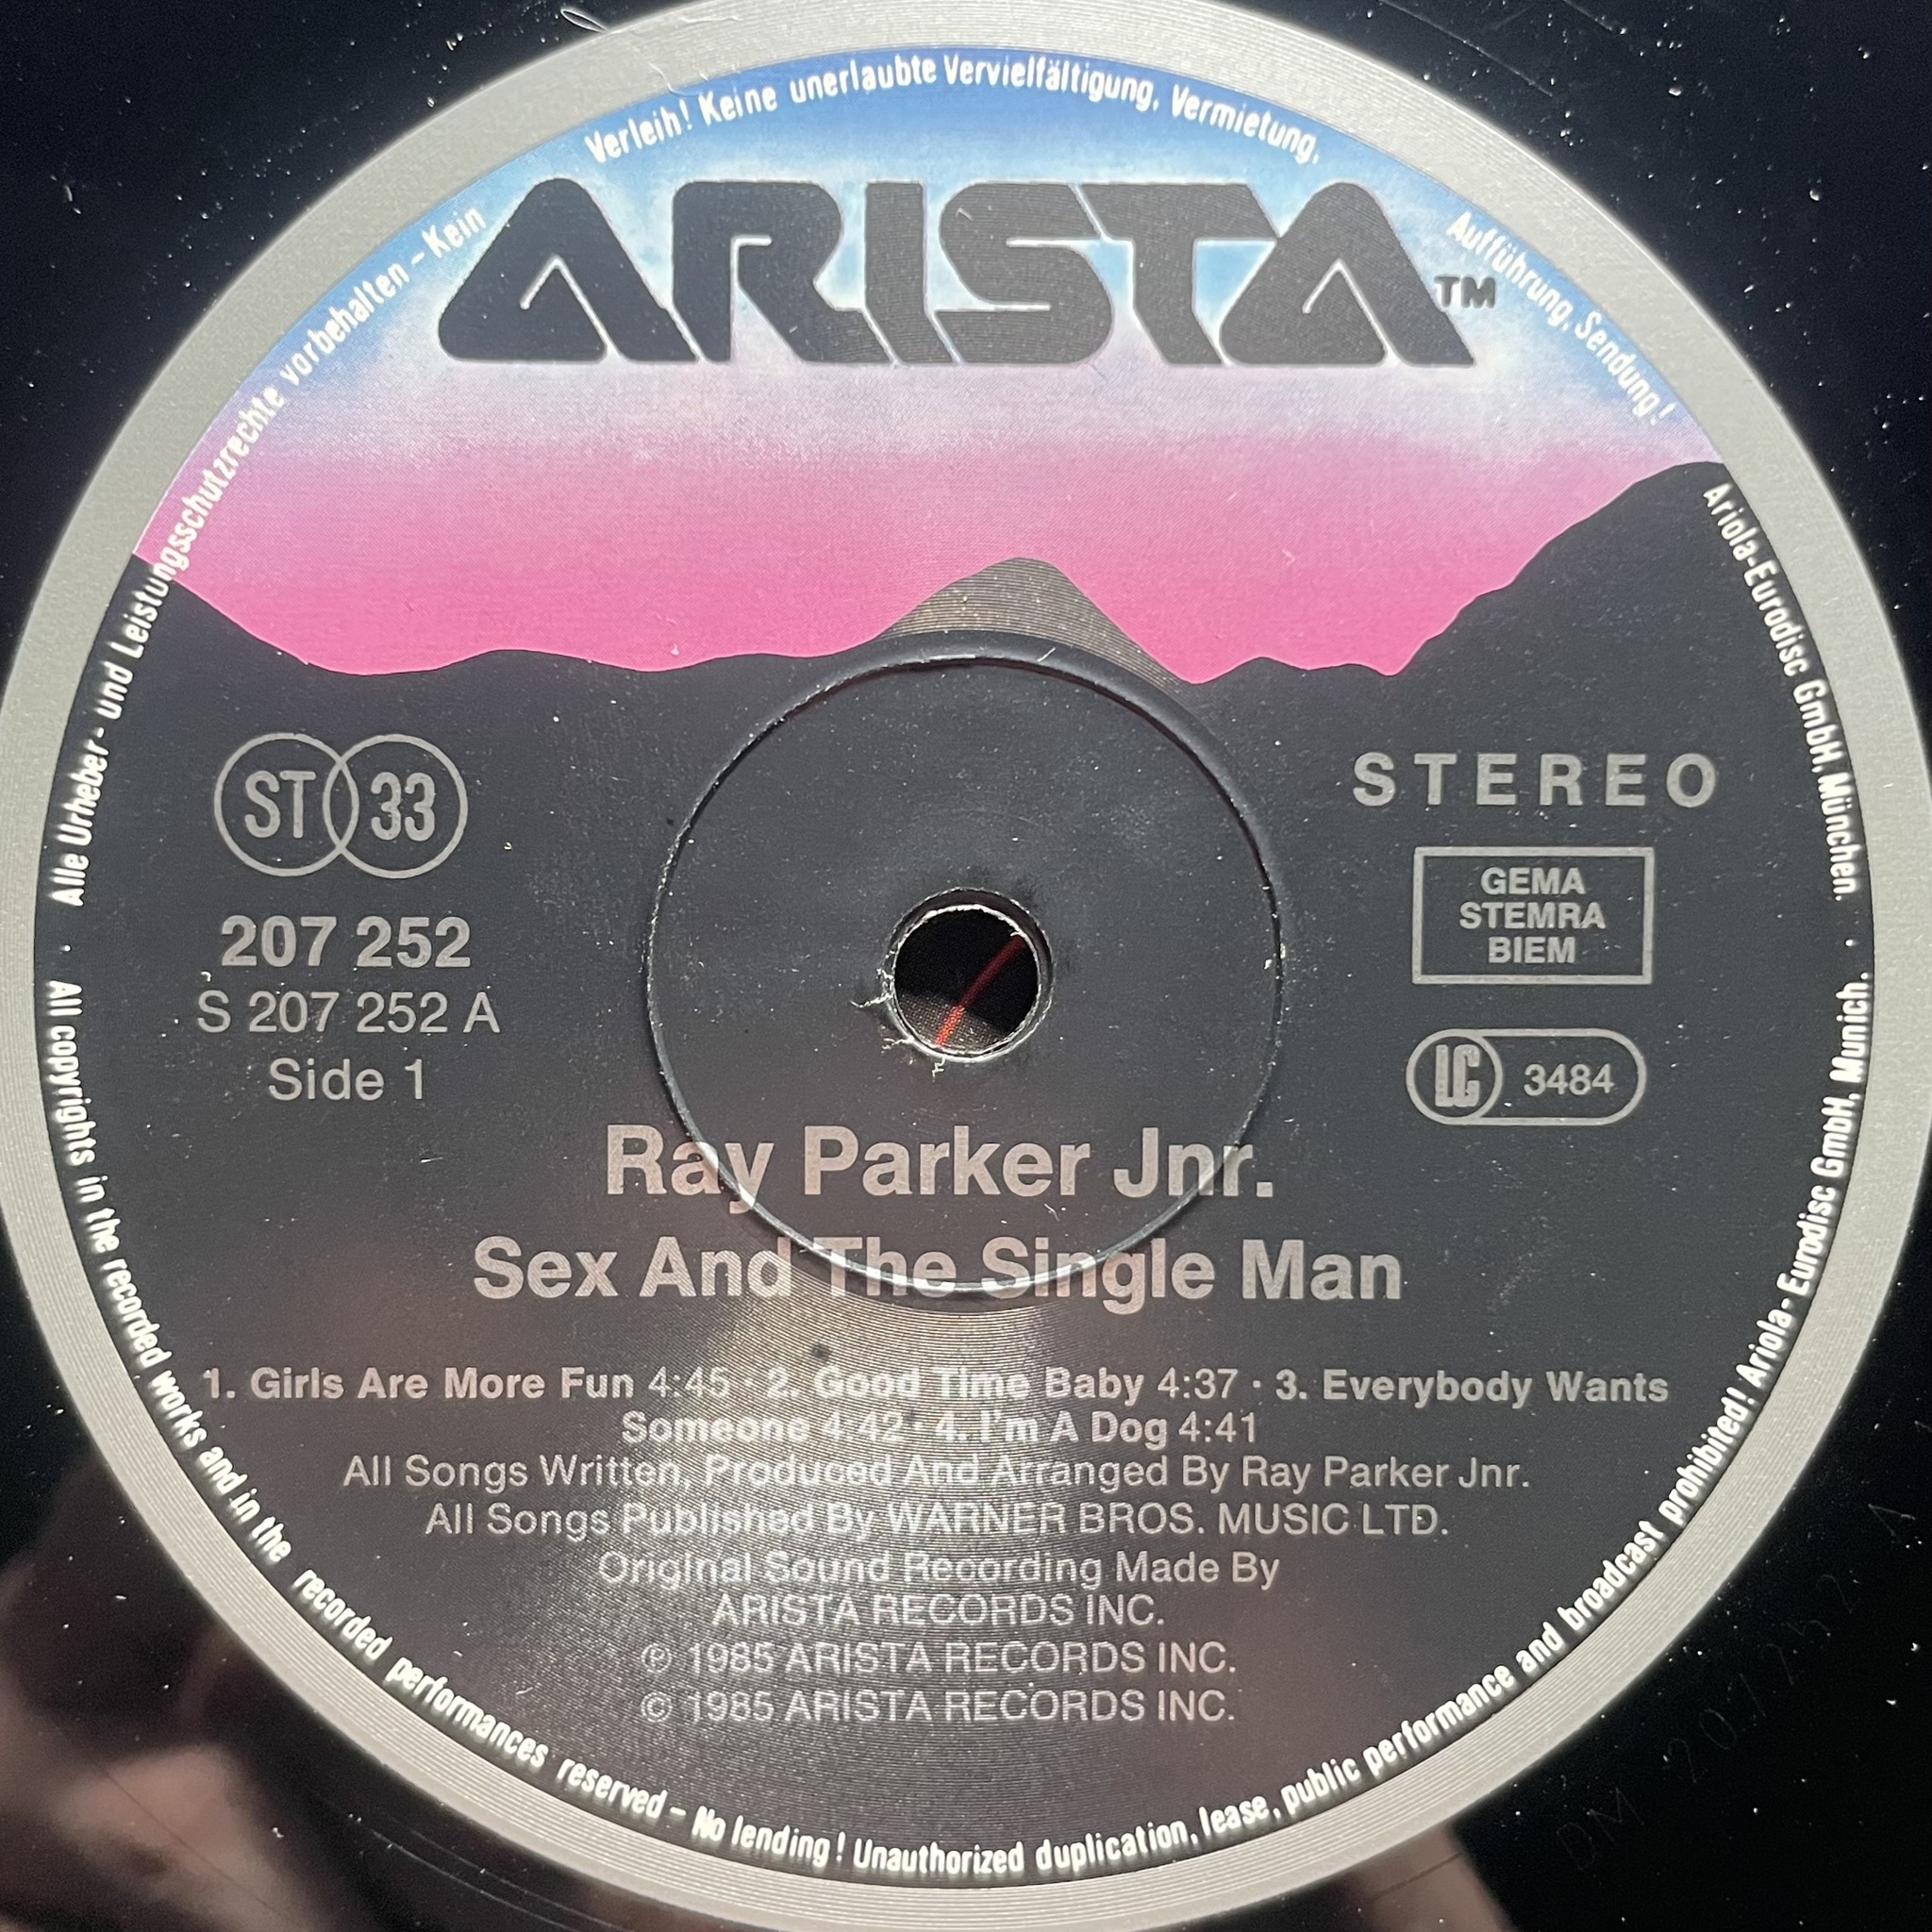 Alle Urheber- und Leistungsschutzrechte vorbehalten – Kein Verleih! Keine unerlaubte Vervielfältigung, Vermietung, Aufführung, Sendung!
Ariola-Eurodisc GmbH, München.
ARISTA™
ST 33
STEREO
207 252
S 207 252 A
Side 1
GEMA
STEMRA
BIEM
LC 3484
Ray Parker Jnr.
Sex And The Single Man
1. Girls Are More Fun 4:45 · 2. Good Time Baby 4:37 · 3. Everybody Wants
Someone 4:42 · 4. I'm A Dog 4:41
All Songs Written, Produced And Arranged By Ray Parker Jnr.
All Songs Published By WARNER BROS. MUSIC LTD.
Original Sound Recording Made By
ARISTA RECORDS INC.
℗ 1985 ARISTA RECORDS INC.
© 1985 ARISTA RECORDS INC.
All copyrights in the recorded works and in the recorded performances reserved – No lending! Unauthorized duplication, lease, public performance and broadcast prohibited! Ariola-Eurodisc GmbH, Munich.
DM 207252 A